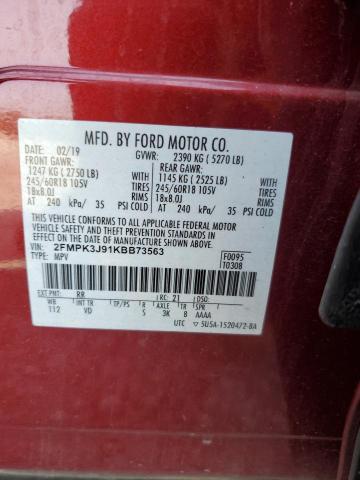 MFD. BY FORD MOTOR CO.
DATE: 02/19 GVWR: 2390 KG ( 5270 LB)
FRONT GAWR: REAR GAWR:
1247 KG ( 2750 LB) WITH 1145 KG ( 2525 LB) WITH
245/60R18 105V TIRES 245/60R18 105V TIRES
18x8.0J RIMS 18x8.0J RIMS
AT 240 kPa/ 35 PSI COLD AT 240 kPa/ 35 PSI COLD
THIS VEHICLE CONFORMS TO ALL APPLICABLE FEDERAL MOTOR
VEHICLE SAFETY AND THEFT PREVENTION STANDARDS IN EFFECT
ON THE DATE OF MANUFACTURE SHOWN ABOVE.
VIN: 2FMPK3J91KBB73563 F0095
TYPE: MPV T0308
EXT PNT: RR RC: 21 DSO:
WB INT TR TP/PS R AXLE TR SPR
112 VD S 3K 8 AAAA
UTC 5U5A-1520472-BA